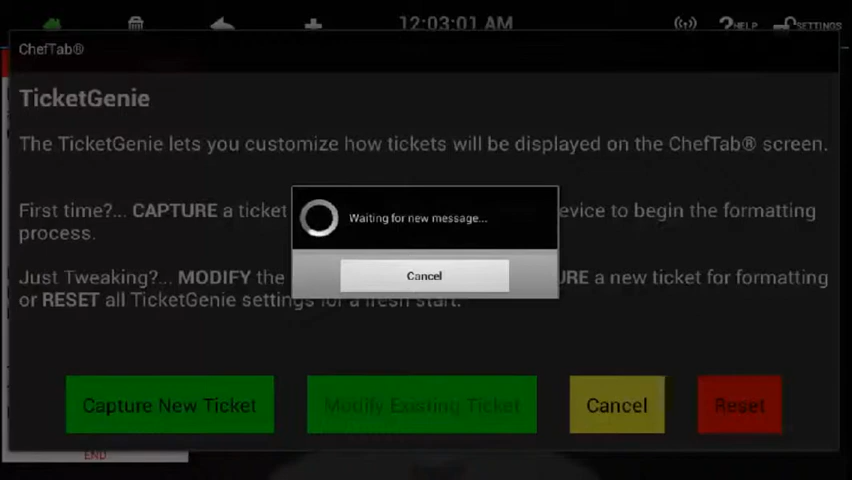 12:03:01 AM
?HELP
SETTINGS
ChefTab®
TicketGenie
The TicketGenie lets you customize how tickets will be displayed on the ChefTab® screen.
First time?... CAPTURE a ticket
evice to begin the formatting
process.
Just Tweaking?... MODIFY the
URE a new ticket for formatting
or RESET all TicketGenie settings for a fresh start.
Waiting for new message...
Cancel
Capture New Ticket
Modify Existing Ticket
Cancel
Reset
END